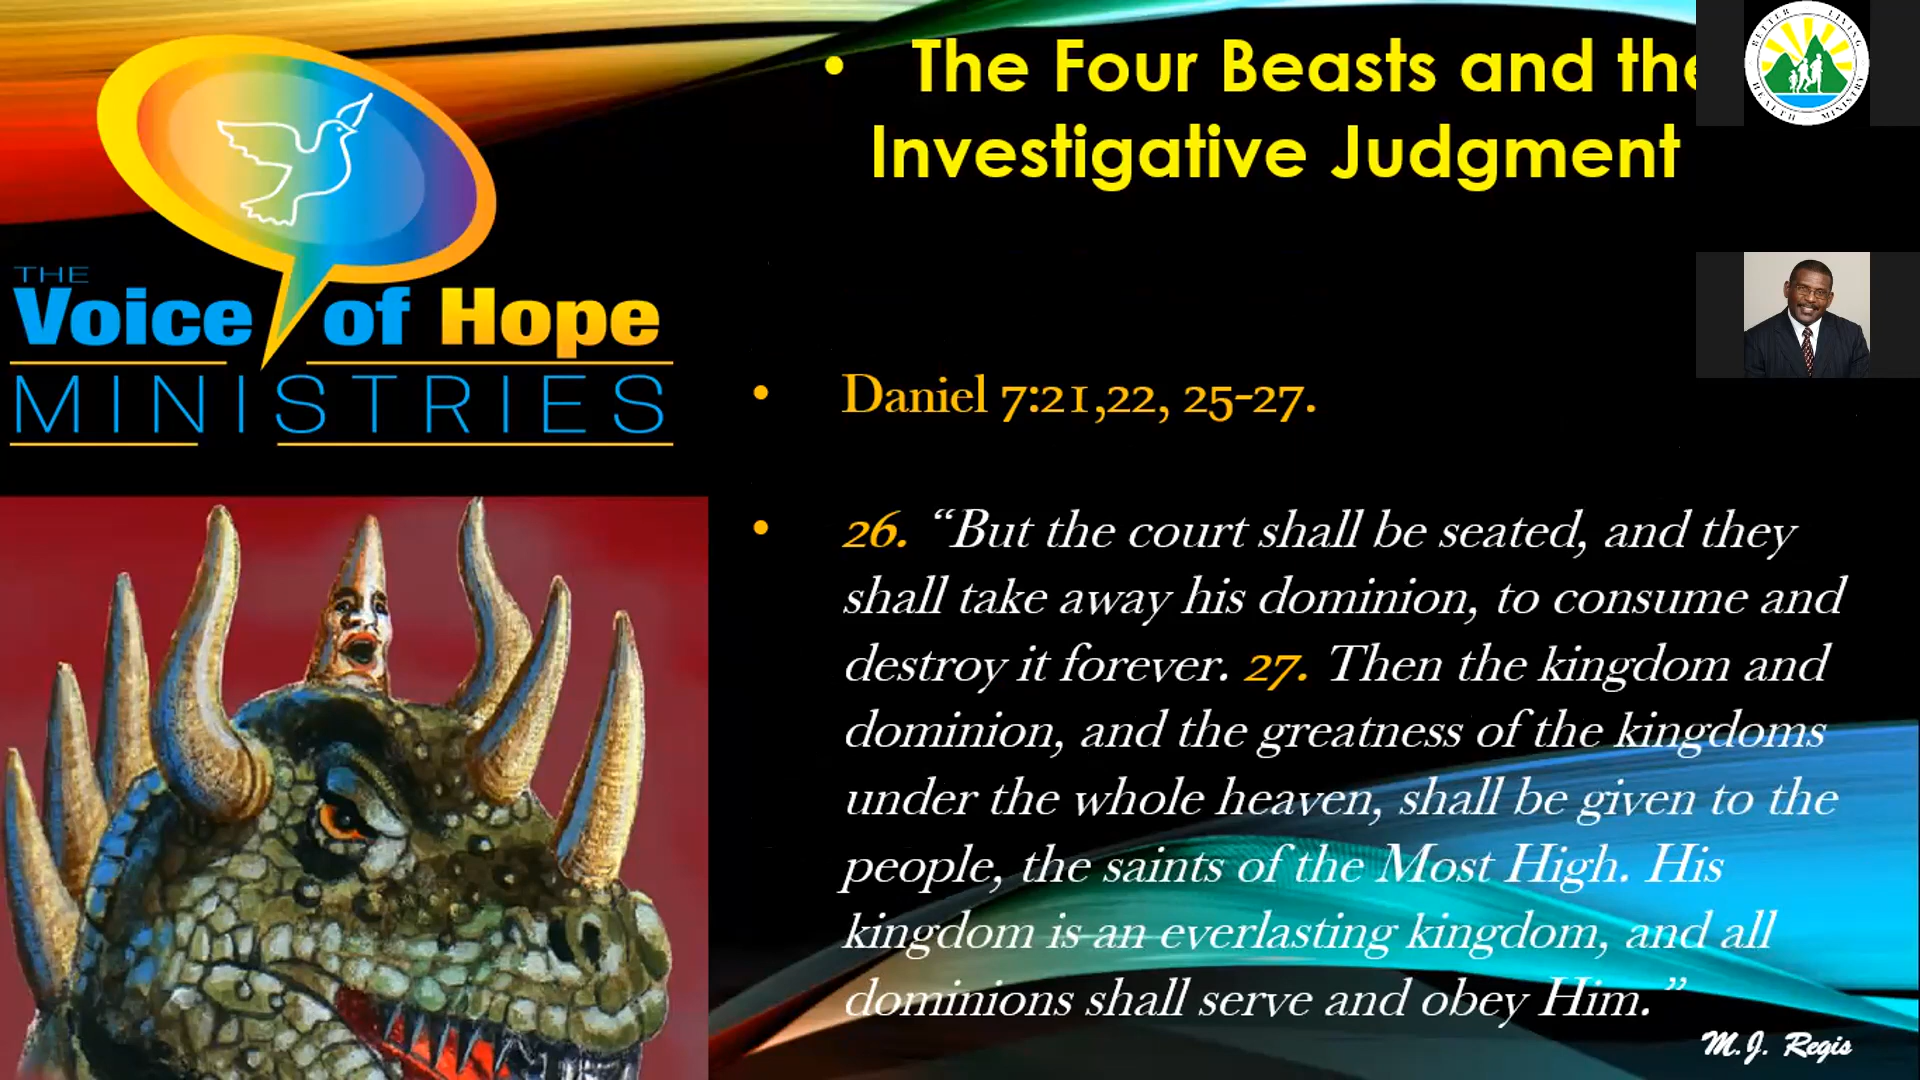 • The Four Beasts and the
Investigative Judgment
BETTER LIVING
HEALTH MINISTRY
THE
Voice of Hope
MINISTRIES
• Daniel 7:21,22, 25-27.
• 26. “But the court shall be seated, and they
shall take away his dominion, to consume and
destroy it forever. 27. Then the kingdom and
dominion, and the greatness of the kingdoms
under the whole heaven, shall be given to the
people, the saints of the Most High. His
kingdom is an everlasting kingdom, and all
dominions shall serve and obey Him.”
M.J. Regis